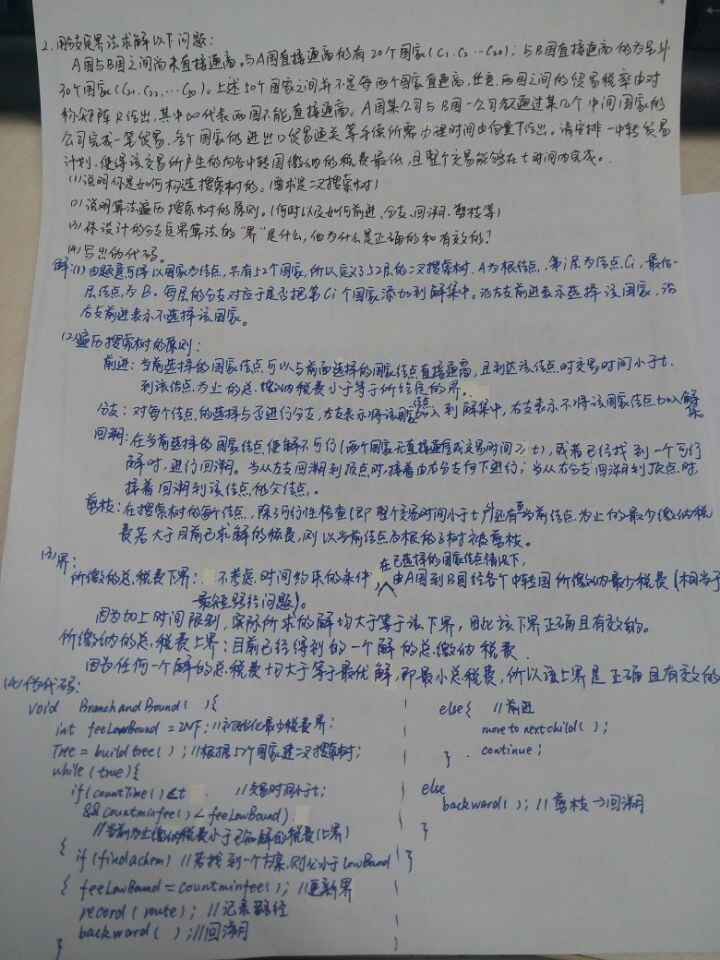 2.用分支定界法求解以下问题:
A国与B国之间尚未直接通商。与A国直接通商的有20个国家(C1.C2…C20);与B国直接通商的为另外
30个国家(C21,C22,…C50)。上述50个国家之间并不是每两个国家直通商,任意两国之间的贸易税率由对
称矩阵R给出,其中∞代表两国不能直接通商。A国某公司与B国一公司欲通过某几个中间国家的
公司完成一笔贸易,各个国家的进出口贸易通关等手续所需办理时间由向量T给出。请安排一中转贸易
计划,使得该交易所产生的向各中转国缴纳的税费最低,且整个交易能够在t时间内完成。
(1)说明你是如何构造搜索树的。(要求是二叉搜索树)
(2)说明算法遍历搜索树的原则。(何时以及如何前进、分支、回溯、剪枝等)
(3)你设计的分支定界算法的"界"是什么,他为什么是正确的和有效的?
(4)写出伪代码。
解:(1)由题意可得以国家为结点,共有52个国家,所以定义了52层的二叉搜索树.A为根结点,第i层为结点Ci,最后一
层结点为B。每层的分支对应于是否把第Ci个国家添加到解集中。沿左支前进表示选择该国家,沿
右支前进表示不选择该国家。
(2)遍历搜索树的原则:
前进:当前选择的国家结点可以与前面选择的国家结点直接通商,且到达该结点时交易时间小于t.
到该结点为止的总缴纳税费小于等于所给定的界.
分支:对每个结点的选择与否进行分支,左支表示将该国家结点加入到解集中,右支表示不将该国家结点加入解集
回溯:在当前选择的国家结点使解不可行(两个国家无直接通商或交易时间≥t),或者已经找到一个可行
解时,进行回溯。当从左支回溯到顶点时,接着由右分支向下进行;当从右分支回溯到顶点时,
接着回溯到该结点的父结点。
剪枝:在搜索树的每个结点,除了可行性检查(即整个交易时间小于t)外还有当前结点为止的最少缴纳税
费若大于目前已求解的税费,则以当前结点为根的子树被剪枝。
(3)界:
所缴的总税费下界:不考虑时间约束的条件,在已选择的国家结点情况下,由A国到B国经各个中转国所缴纳最少税费(相当于
最短路径问题)。
因为加上时间限制,实际所求的解均大于等于该下界,因此该下界正确且有效的。
所缴纳的总税费上界:目前已经得到的一个解的总缴纳税费.
因为任何一个解的总税费均大于等于最优解,即最小总税费,所以该上界是正确且有效的
(4)伪代码:
void BranchandBound( ){
int feeLowBound = INF; //初始化最少税费界;
Tree = buildtree( ); //根据52个国家建二叉搜索树;
while(true){
if(countTime( )≤t //交易时间小于t;
&&countminfee( )<feeLowBound)
//当前为止缴纳税费小于已知解的税费(上界)
{ if(findachem) //若找到一个方案,则必小于LowBand
{ feeLowBand=countminfee( ); //更新界
record(route); //记录路径
backward( ); //回溯
}
else{ //前进
move to next child( );
continue;
}
else
backward( ); //剪枝→回溯
}
}